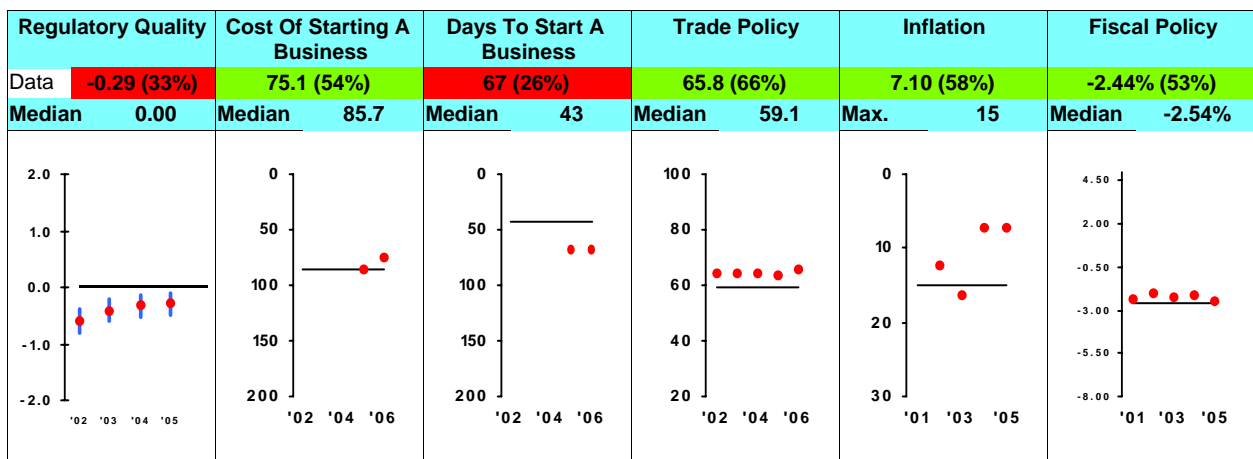 Regulatory Quality
Cost Of Starting A
Business
Days To Start A
Business
Trade Policy
Inflation
Fiscal Policy
Data -0.29 (33%) 75.1 (54%) 67 (26%) 65.8 (66%) 7.10 (58%) -2.44% (53%)
Median 0.00 Median 85.7 Median 43 Median 59.1 Max. 15 Median -2.54%
2.0
1.0
0.0
-1.0
-2.0
'02 '03 '04 '05
0
50
100
150
200
'02 '04 '06
0
50
100
150
200
'02 '04 '06
100
80
60
40
20
'02 '04 '06
0
10
20
30
'01 '03 '05
4.50
2.00
-0.50
-3.00
-5.50
-8.00
'01 '03 '05